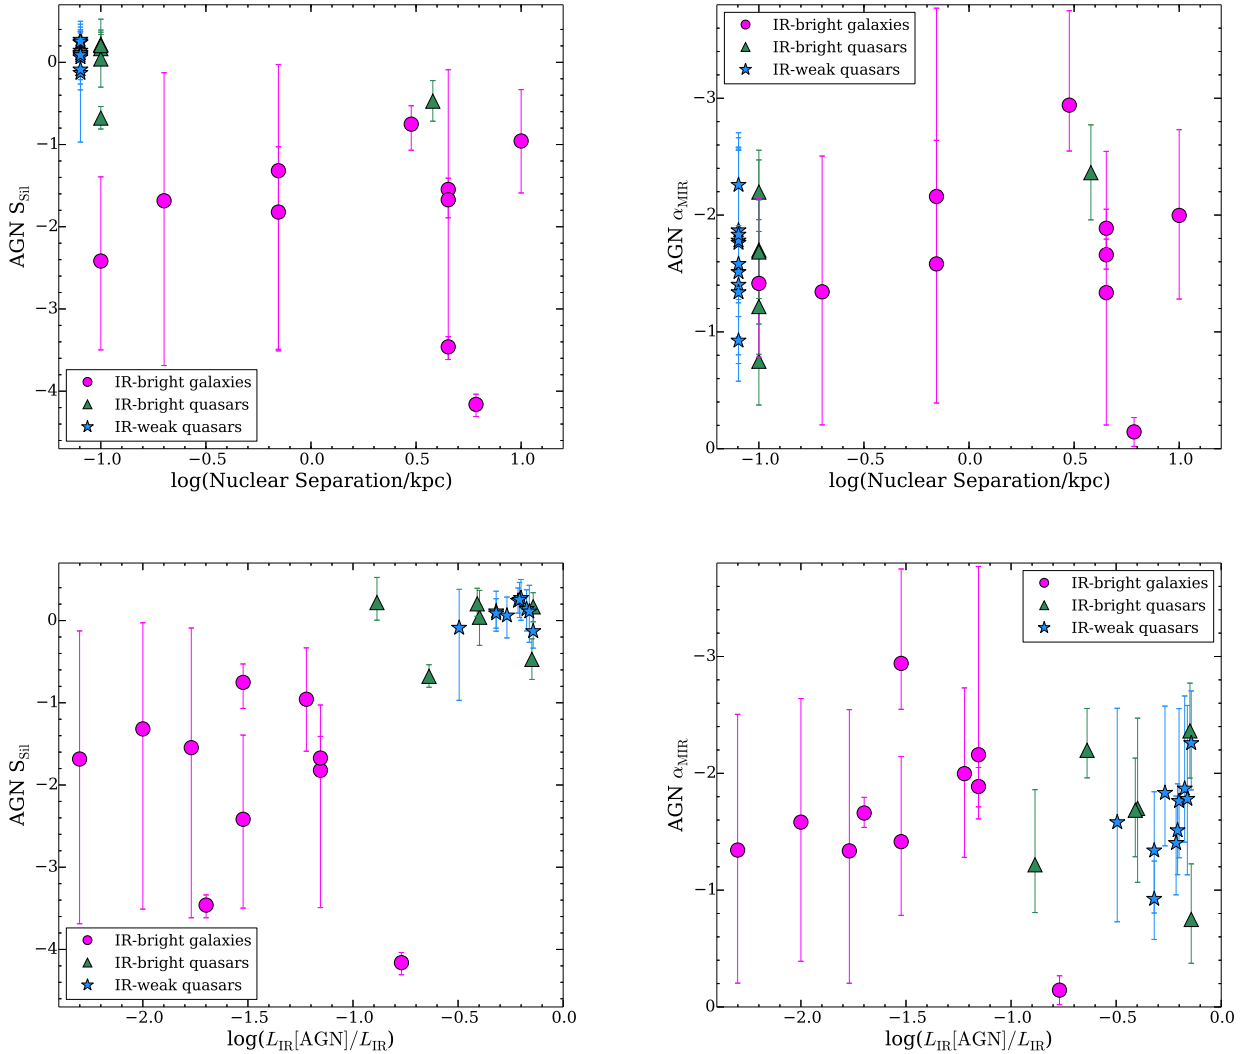 0
−1
−2
−3
−4
AGN S_Sil
IR-bright galaxies
IR-bright quasars
IR-weak quasars
−1.0 −0.5 0.0 0.5 1.0
log(Nuclear Separation/kpc)
−3
−2
−1
0
AGN α_MIR
IR-bright galaxies
IR-bright quasars
IR-weak quasars
−1.0 −0.5 0.0 0.5 1.0
log(Nuclear Separation/kpc)
0
−1
−2
−3
−4
AGN S_Sil
IR-bright galaxies
IR-bright quasars
IR-weak quasars
−2.0 −1.5 −1.0 −0.5 0.0
log(L_IR[AGN]/L_IR)
−3
−2
−1
0
AGN α_MIR
IR-bright galaxies
IR-bright quasars
IR-weak quasars
−2.0 −1.5 −1.0 −0.5 0.0
log(L_IR[AGN]/L_IR)